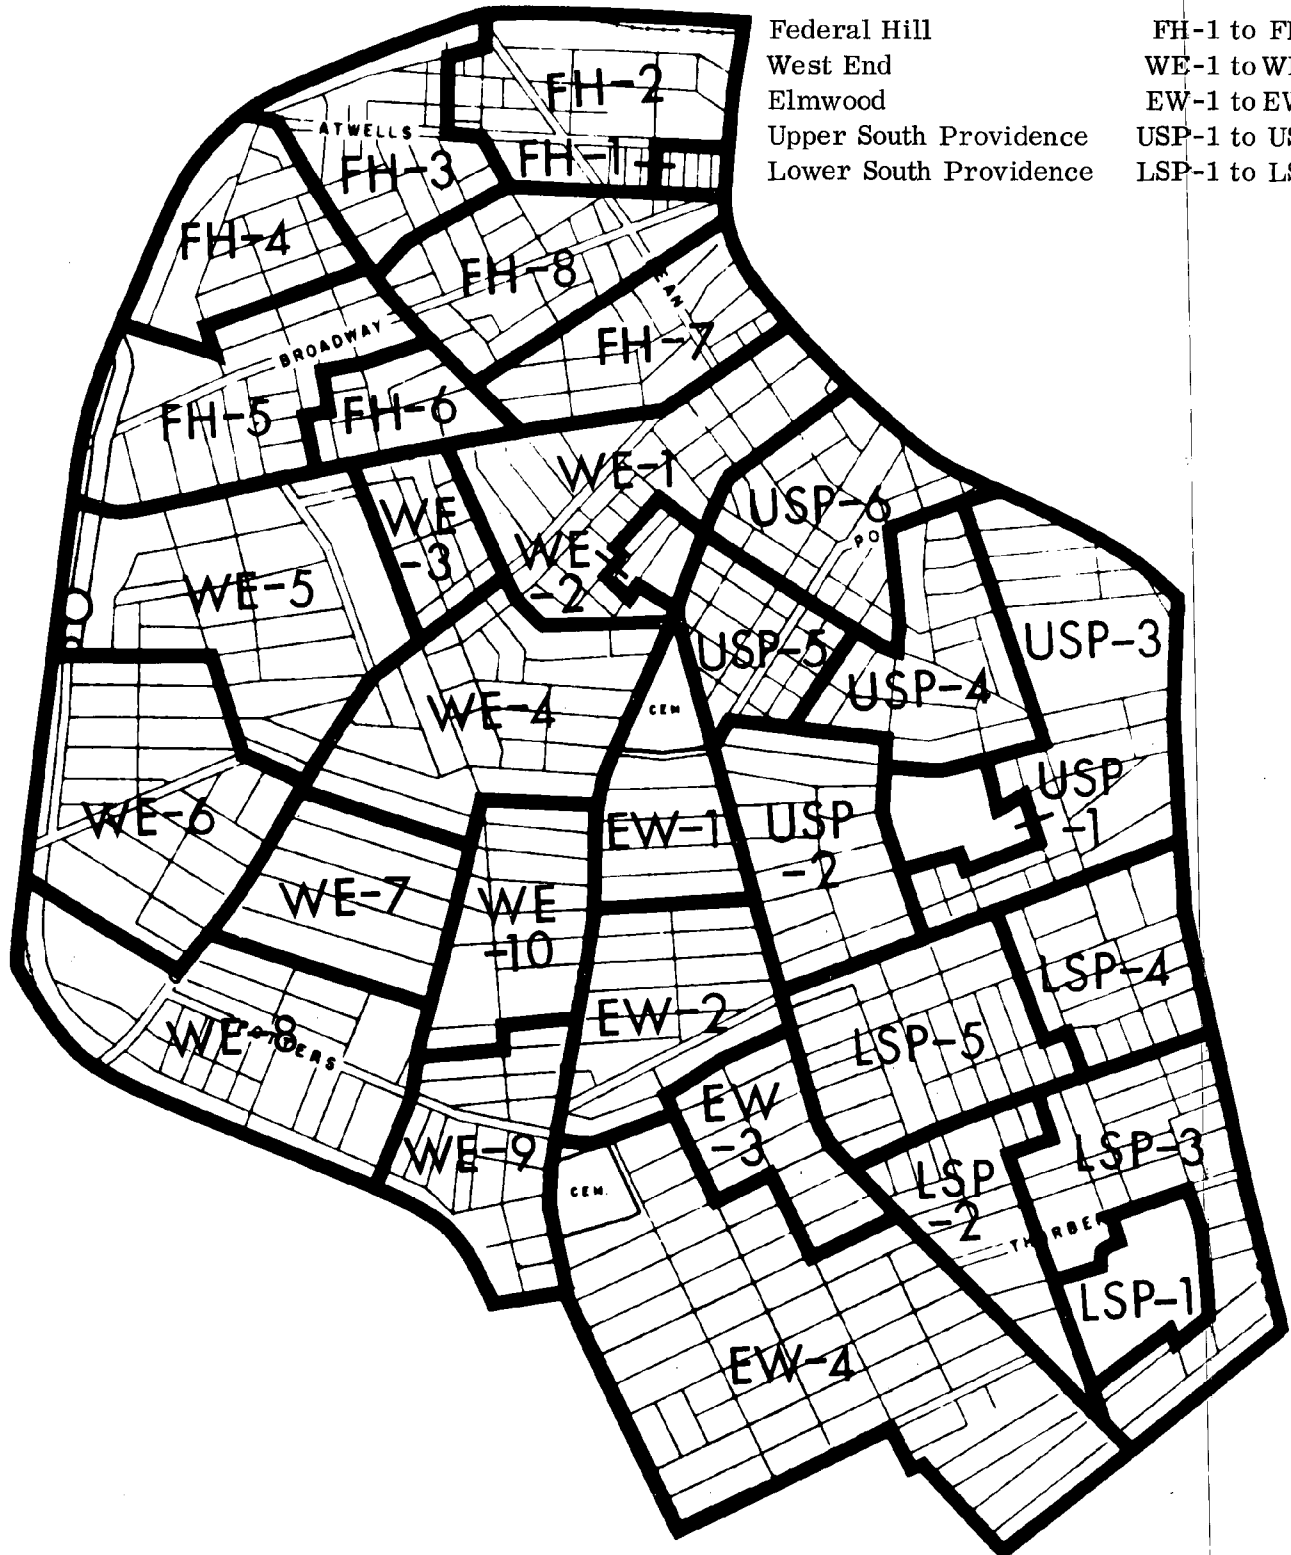 Federal Hill FH-1 to
West End WE-1 to
Elmwood EW-1 to
Upper South Providence USP-1 to
Lower South Providence LSP-1 to
FH-2
ATWELLS
FH-1
FH-3
FH-4
FH-8
BROADWAY
FH-7
FH-5
FH-6
WE-1
USP-6
WE
-3
WE
-2
PO
WE-5
USP-5
USP-3
USP-4
WE-4
CEM
USP
-1
WE-6
EW-1
USP
-2
WE-7
WE
-10
LSP-4
EW-2
WE-8
LSP-5
EW
-3
WE-9
LSP-3
LSP
-2
CEM.
LSP-1
EW-4